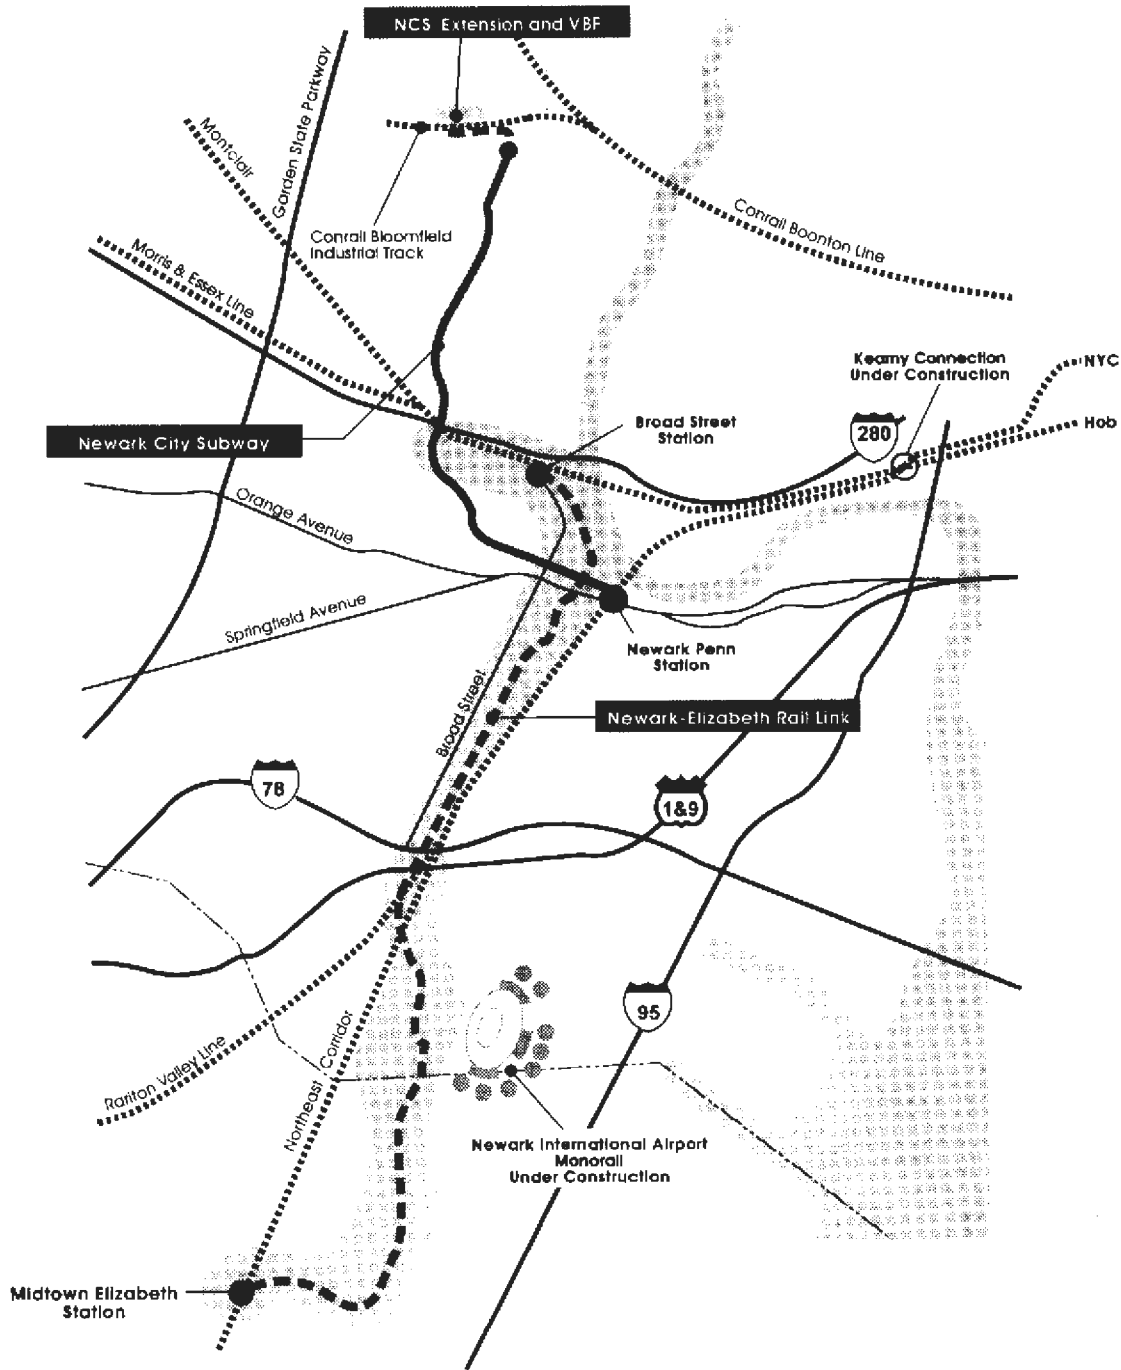 NCS Extension and VBF
Garden State Parkway
Montclair
Conrail Bloomfield
Industrial Track
Conrail Boonton Line
Morris & Essex Line
Kearny Connection
Under Construction
NYC
Hob
Broad Street
Station
280
Newark City Subway
Orange Avenue
Springfield Avenue
Newark Penn
Station
Broad Street
Newark-Elizabeth Rail Link
78
1&9
95
Rariton Valley Line
Northeast Corridor
Newark International Airport
Monorail
Under Construction
Midtown Elizabeth
Station